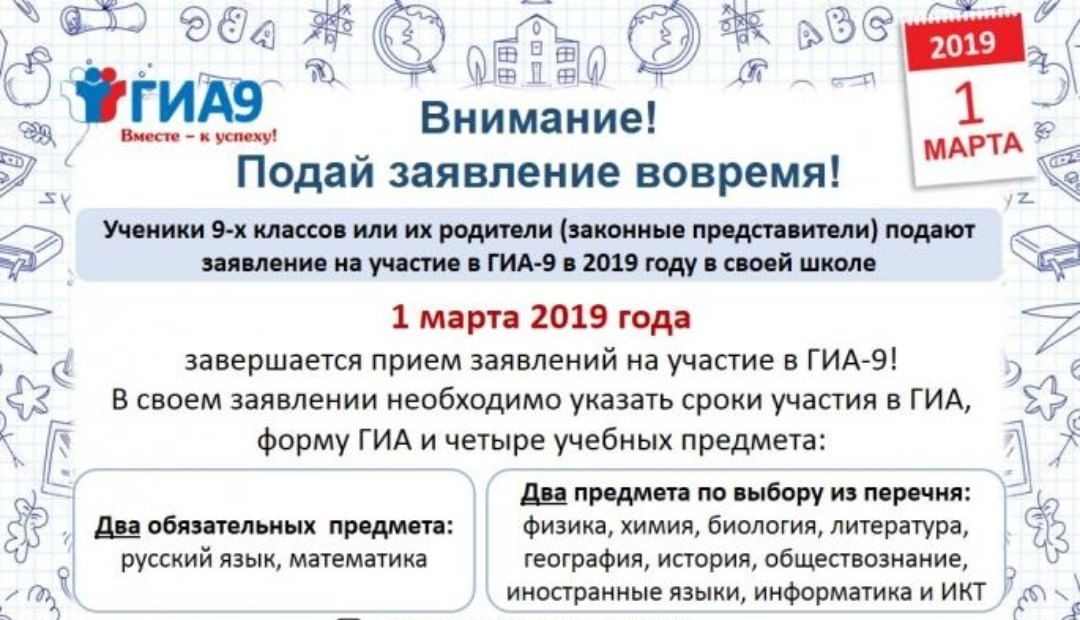 ГИА9
Вместе – к успеху!
2019
1
МАРТА
Внимание!
Подай заявление вовремя!
Ученики 9-х классов или их родители (законные представители) подают
заявление на участие в ГИА-9 в 2019 году в своей школе
1 марта 2019 года
завершается прием заявлений на участие в ГИА-9!
В своем заявлении необходимо указать сроки участия в ГИА,
форму ГИА и четыре учебных предмета:
Два обязательных предмета:
русский язык, математика
Два предмета по выбору из перечня:
физика, химия, биология, литература,
география, история, обществознание,
иностранные языки, информатика и ИКТ
ABC